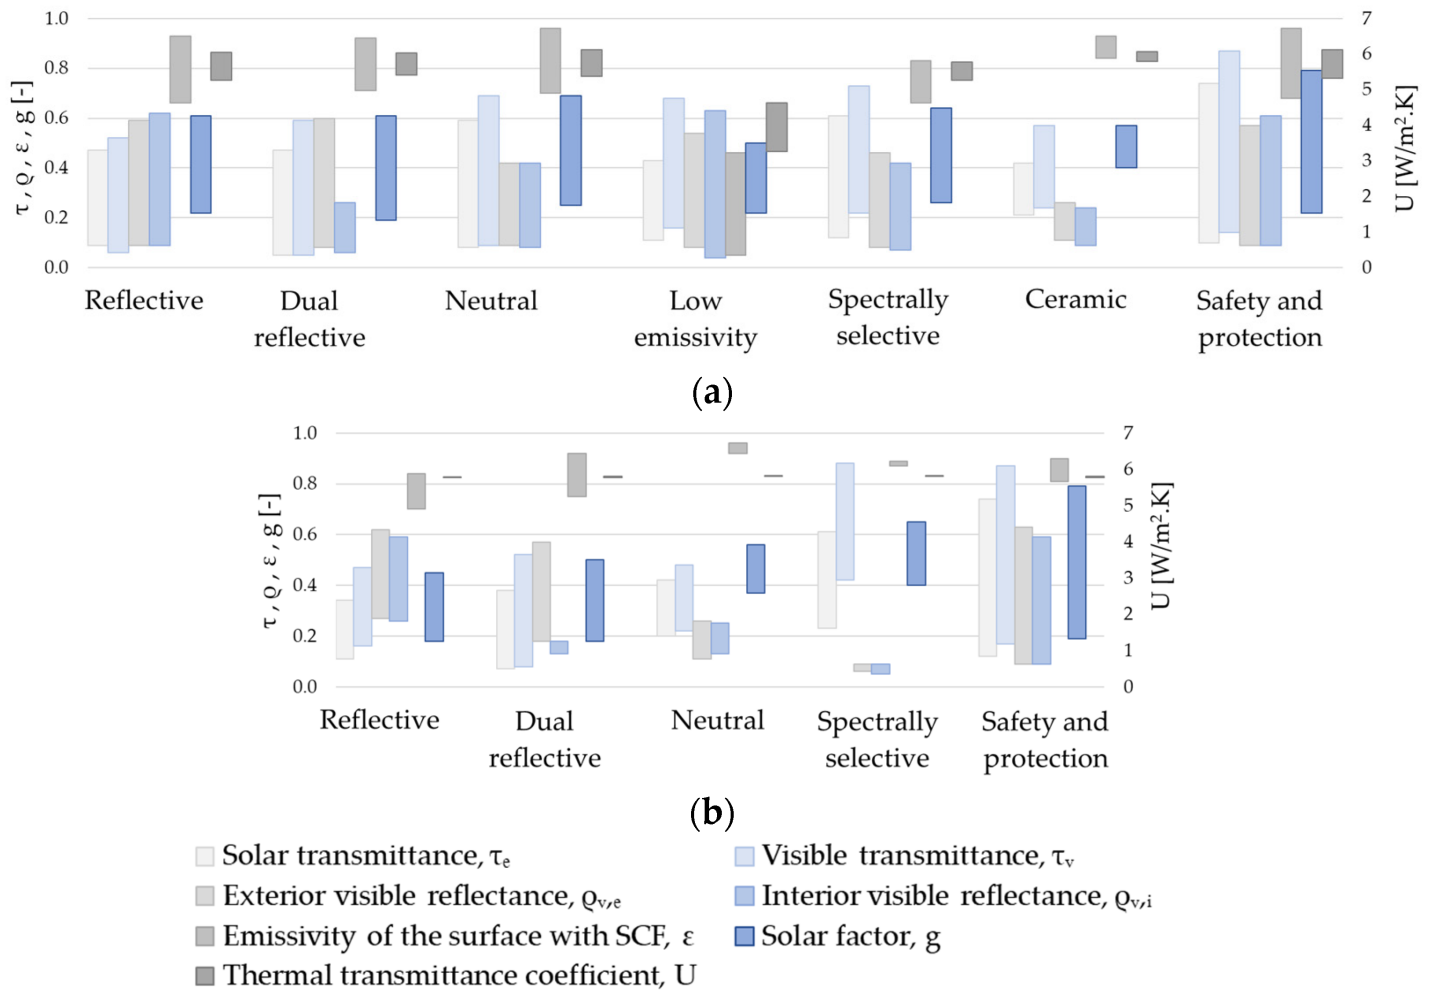 1.0
0.8
0.6
0.4
0.2
0.0
τ , ϱ , ε , g [-]
7
6
5
4
3
2
1
0
U [W/m².K]
Reflective
Dual reflective
Neutral
Low emissivity
Spectrally selective
Ceramic
Safety and protection
(a)
1.0
0.8
0.6
0.4
0.2
0.0
τ , ϱ, ε , g [-]
7
6
5
4
3
2
1
0
U [W/m².K]
Reflective
Dual reflective
Neutral
Spectrally selective
Safety and protection
(b)
Solar transmittance, τₑ
Visible transmittance, τᵥ
Exterior visible reflectance, ϱᵥ,ₑ
Interior visible reflectance, ϱᵥ,ᵢ
Emissivity of the surface with SCF, ε
Solar factor, g
Thermal transmittance coefficient, U